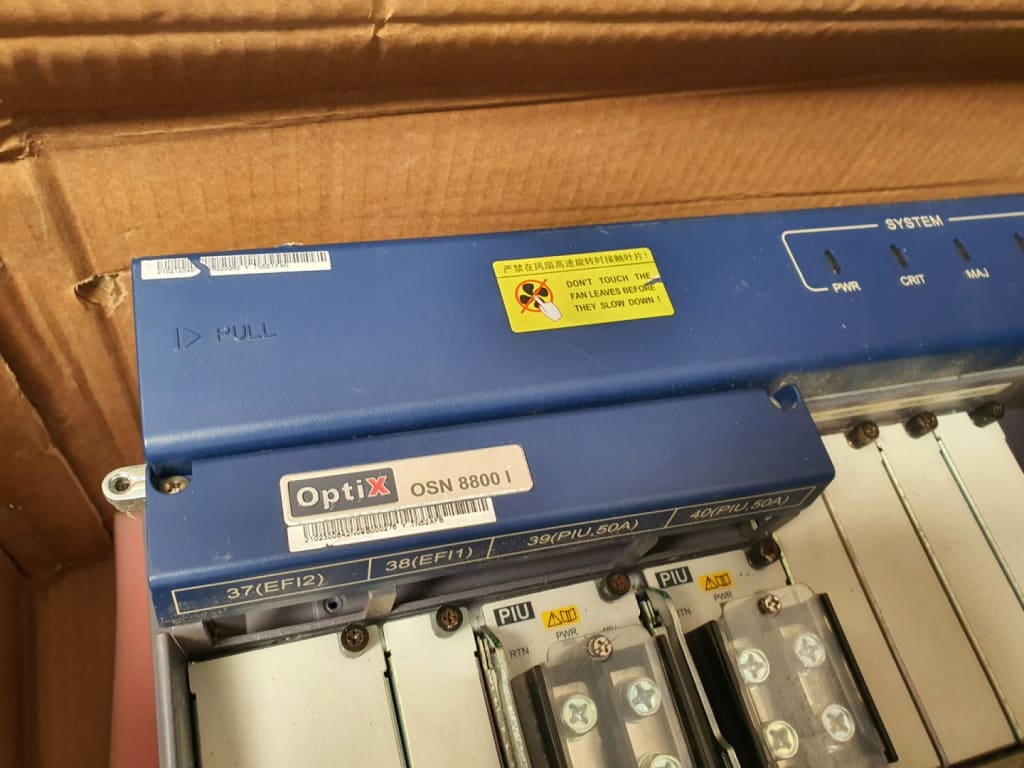 SYSTEM
PWR
CRIT
MAJ
严禁在风扇高速旋转时接触叶片!
DON'T TOUCH THE
FAN LEAVES BEFORE
THEY SLOW DOWN !
PULL
OptiX OSN 8800 I
37(EFI2)
38(EFI1)
39(PIU,50A)
40(PIU,50A)
PIU
PWR
RTN
PIU
PWR
RTN